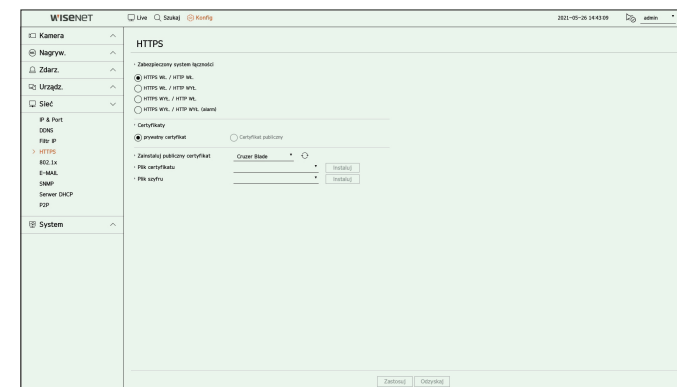 WISENET
Live Szukaj Konfig 2021-05-26 14:43:09 admin
Kamera
Nagryw.
Zdarz.
Urządz.
Sieć
IP & Port
DDNS
Filtr IP
> HTTPS
802.1x
E-MAIL
SNMP
Serwer DHCP
P2P
System
HTTPS
• Zabezpieczony system łączności
HTTPS WŁ. / HTTP WŁ.
HTTPS WŁ. / HTTP WYŁ.
HTTPS WYŁ. / HTTP WŁ.
HTTPS WYŁ. / HTTP WYŁ. (alarm)
• Certyfikaty
prywatny certyfikat Certyfikat publiczny
• Zainstaluj publiczny certyfikat Cruzer Blade
• Plik certyfikatu Instaluj
• Plik szyfru Instaluj
Zastosuj Odzyskaj